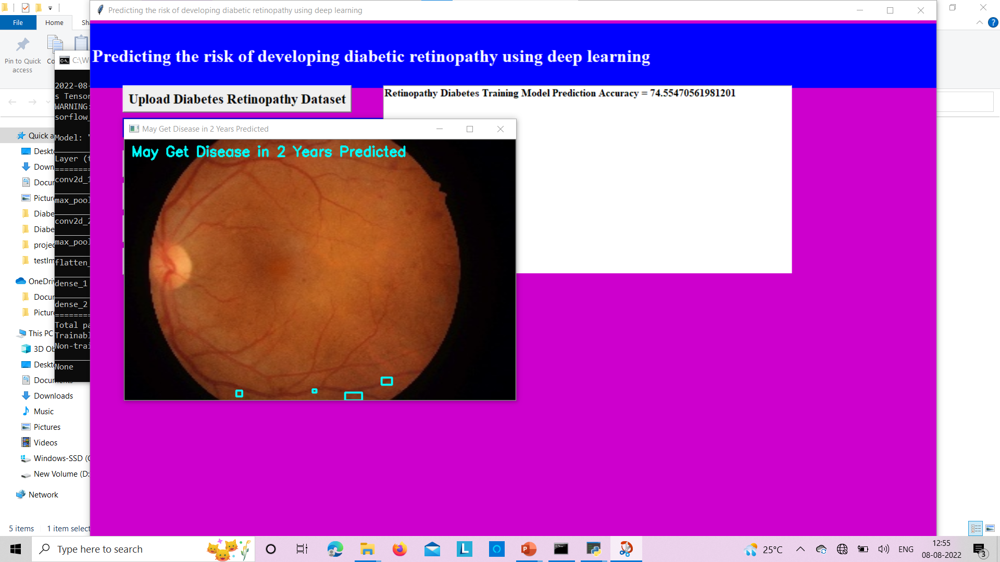 Predicting the risk of developing diabetic retinopathy using deep learning
File
Home
Sh
Pin to Quick
access
Co
C:\W
Predicting the risk of developing diabetic retinopathy using deep learning
Upload Diabetes Retinopathy Dataset
Retinopathy Diabetes Training Model Prediction Accuracy = 74.55470561981201
May Get Disease in 2 Years Predicted
May Get Disease in 2 Years Predicted
2022-08-
s Tensor
WARNING:
sorflow_
Model: "
Layer (t
conv2d_1
max_pool
conv2d_2
max_pool
flatten_
dense_1
dense_2
Total pa
Trainabl
Non-trai
None
Quick a
Deskt
Down
Docu
Pictur
Diabe
Diabe
projec
testIm
OneDriv
Docu
Pictur
This PC
3D Ob
Deskt
Documents
Downloads
Music
Pictures
Videos
Windows-SSD (C
New Volume (D:
Network
5 items
1 item select
Type here to search
25°C
ENG
12:55
08-08-2022
3